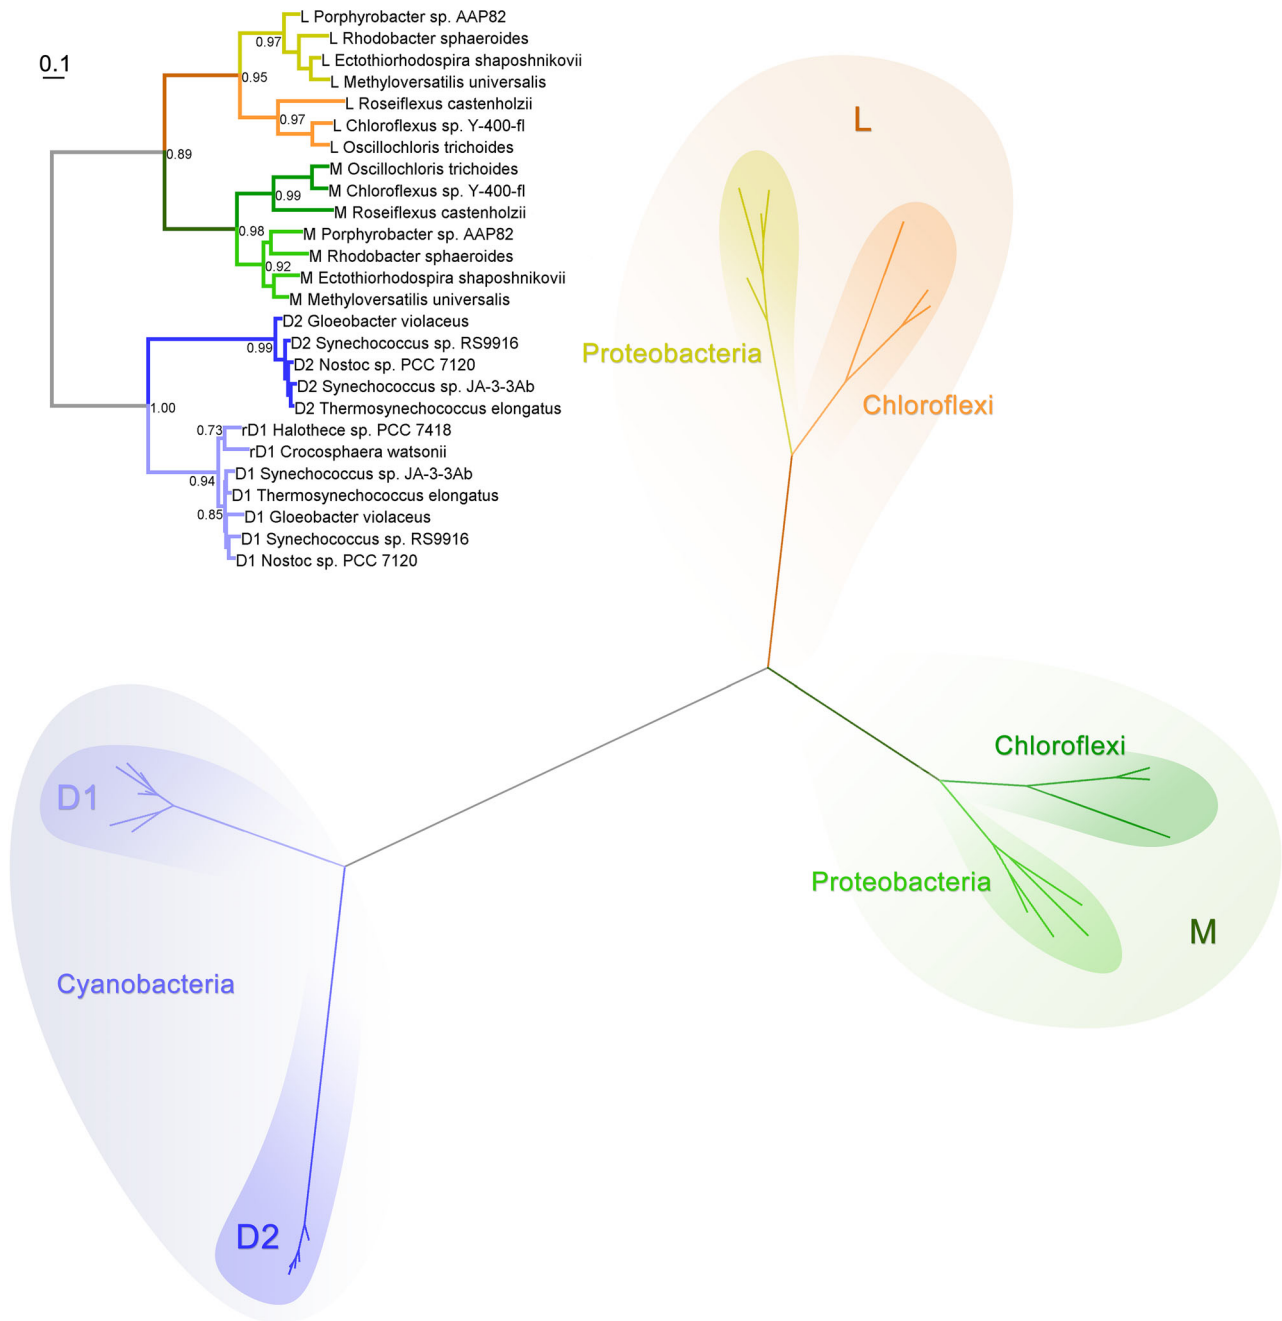 0.1
L Porphyrobacter sp. AAP82
0.97
L Rhodobacter sphaeroides
L Ectothiorhodospira shaposhnikovii
0.95
L Methyloversatilis universalis
L Roseiflexus castenholzii
0.97
L Chloroflexus sp. Y-400-fl
L Oscillochloris trichoides
0.89
M Oscillochloris trichoides
M Chloroflexus sp. Y-400-fl
0.99
M Roseiflexus castenholzii
0.98
M Porphyrobacter sp. AAP82
M Rhodobacter sphaeroides
0.92
M Ectothiorhodospira shaposhnikovii
M Methyloversatilis universalis
D2 Gloeobacter violaceus
0.99
D2 Synechococcus sp. RS9916
D2 Nostoc sp. PCC 7120
D2 Synechococcus sp. JA-3-3Ab
1.00
D2 Thermosynechococcus elongatus
0.73
rD1 Halothece sp. PCC 7418
rD1 Crocosphaera watsonii
0.94
D1 Synechococcus sp. JA-3-3Ab
D1 Thermosynechococcus elongatus
0.85
D1 Gloeobacter violaceus
D1 Synechococcus sp. RS9916
D1 Nostoc sp. PCC 7120
L
Proteobacteria
Chloroflexi
Chloroflexi
Proteobacteria
M
D1
Cyanobacteria
D2